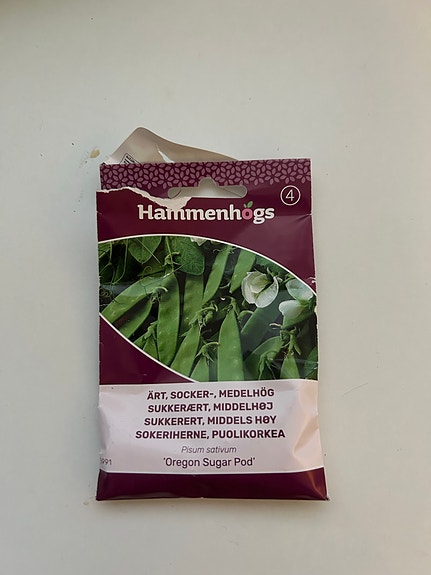 4
Hammenhögs
ÄRT, SOCKER-, MEDELHÖG
SUKKERÆRT, MIDDELHØJ
SUKKERERT, MIDDELS HØY
SOKERIHERNE, PUOLIKORKEA
Pisum sativum
'Oregon Sugar Pod'